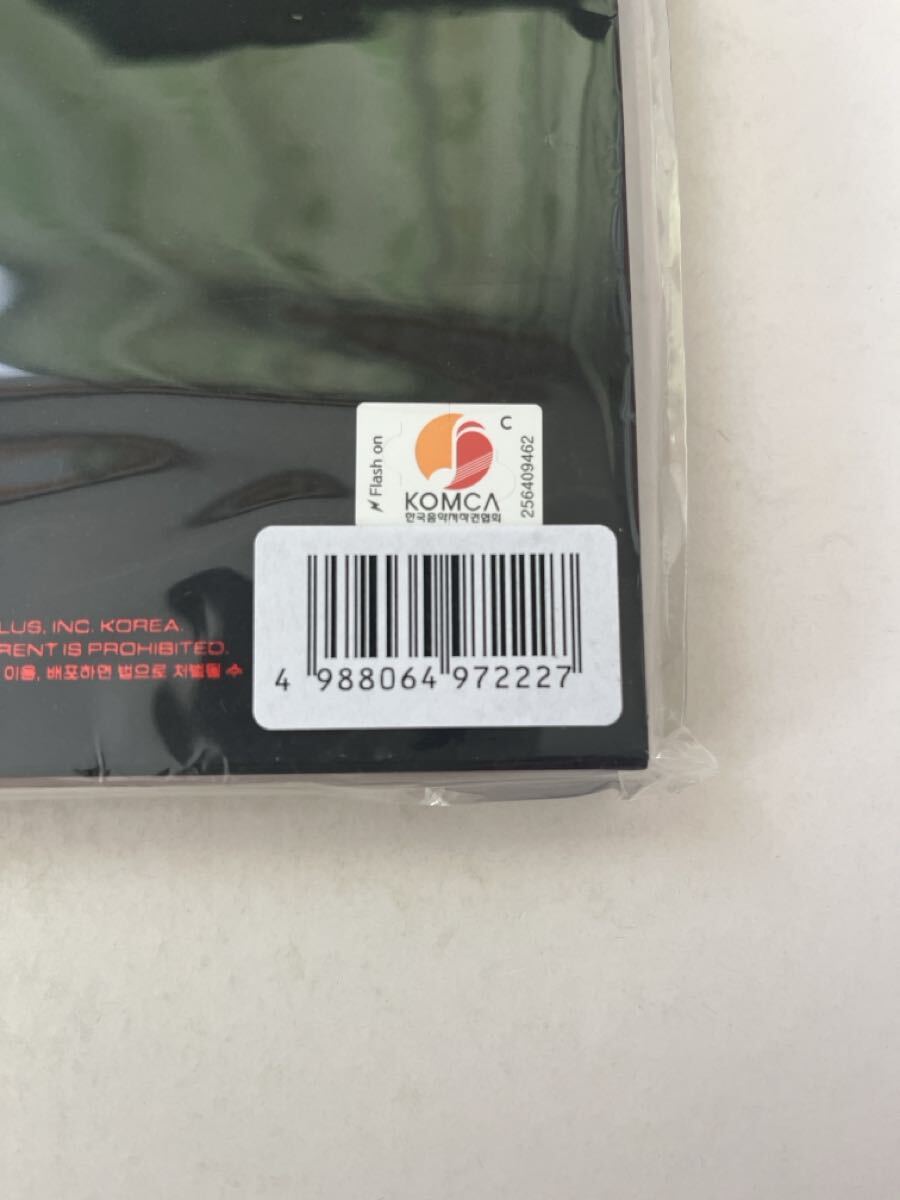 Flash on
C
KOMCA
한국음악저작권협회
256409462
LUS, INC. KOREA.
RENT IS PROHIBITED.
이용, 배포하면 법으로 처벌될 수
4 988064 972227